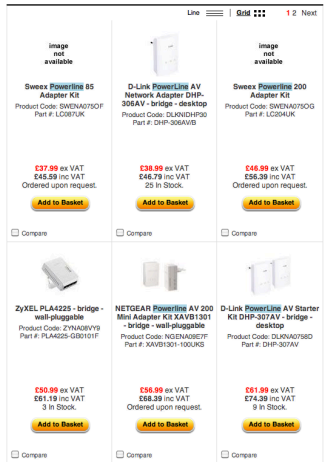 Line | Grid 1 2 Next
image
not
available
Sweex Powerline 85
Adapter Kit
Product Code: SWENA075OF
Part #: LC087UK
£37.99 ex VAT
£45.59 inc VAT
Ordered upon request.
Add to Basket
Compare
D-Link PowerLine AV
Network Adapter DHP-
306AV - bridge - desktop
Product Code: DLKNIDHP30
Part #: DHP-306AV/B
£38.99 ex VAT
£46.79 inc VAT
25 In Stock.
Add to Basket
Compare
image
not
available
Sweex Powerline 200
Adapter Kit
Product Code: SWENA075OG
Part #: LC204UK
£46.99 ex VAT
£56.39 inc VAT
Ordered upon request.
Add to Basket
Compare
ZyXEL PLA4225 - bridge -
wall-pluggable
Product Code: ZYNA08VY9
Part #: PLA4225-GB0101F
£50.99 ex VAT
£61.19 inc VAT
3 In Stock.
Add to Basket
Compare
NETGEAR Powerline AV 200
Mini Adapter Kit XAVB1301
- bridge - wall-pluggable
Product Code: NGENA09E7F
Part #: XAVB1301-100UKS
£56.99 ex VAT
£68.39 inc VAT
Ordered upon request.
Add to Basket
Compare
D-Link PowerLine AV Starter
Kit DHP-307AV - bridge -
desktop
Product Code: DLKNA0758D
Part #: DHP-307AV
£61.99 ex VAT
£74.39 inc VAT
9 In Stock.
Add to Basket
Compare